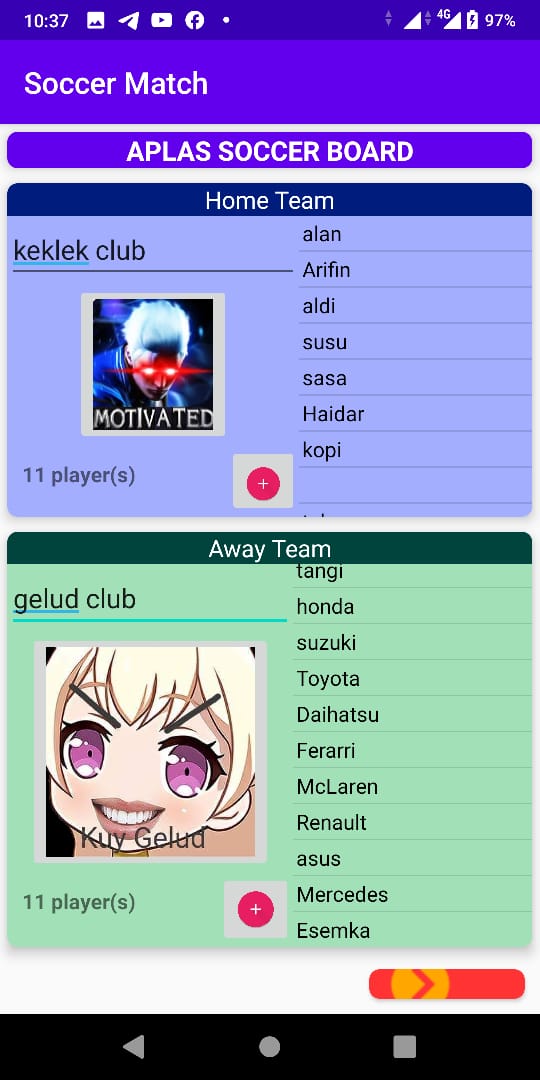 10:37
4G
97%
Soccer Match
APLAS SOCCER BOARD
Home Team
keklek club
MOTIVATED
11 player(s)
+
alan
Arifin
aldi
susu
sasa
Haidar
kopi
Away Team
gelud club
Kuy Gelud
11 player(s)
+
tangi
honda
suzuki
Toyota
Daihatsu
Ferarri
McLaren
Renault
asus
Mercedes
Esemka